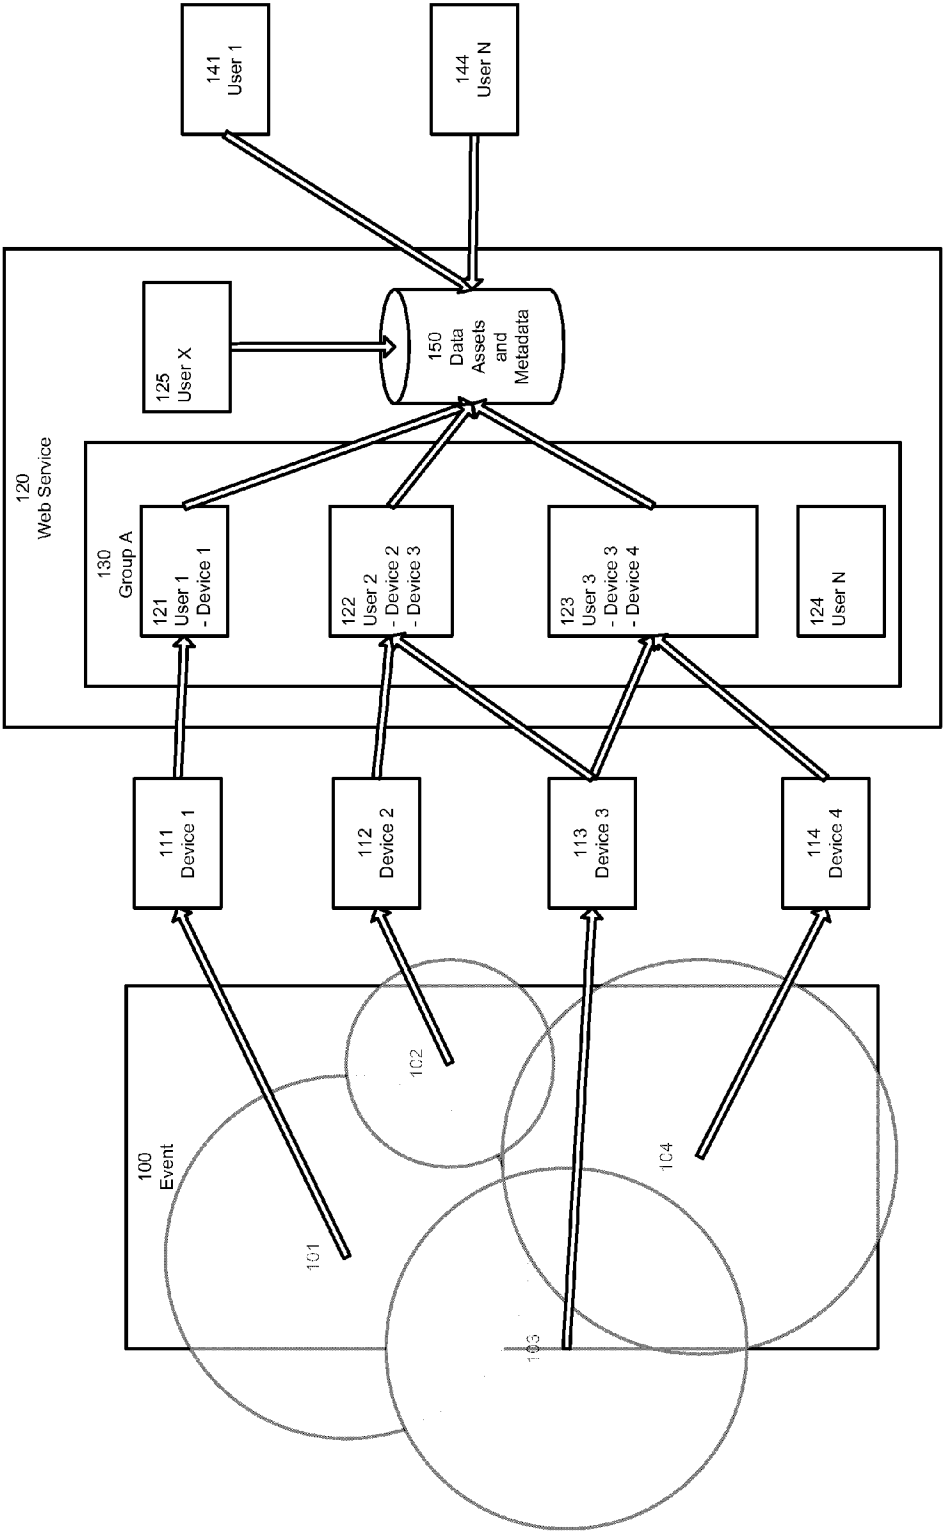 120
Web Service
100
Event
101
102
103
104
111
Device 1
112
Device 2
113
Device 3
114
Device 4
130
Group A
121
User 1
- Device 1
122
User 2
- Device 2
- Device 3
123
User 3
- Device 3
- Device 4
124
User N
125
User X
150
Data
Assets
and
Metadata
141
User 1
144
User N